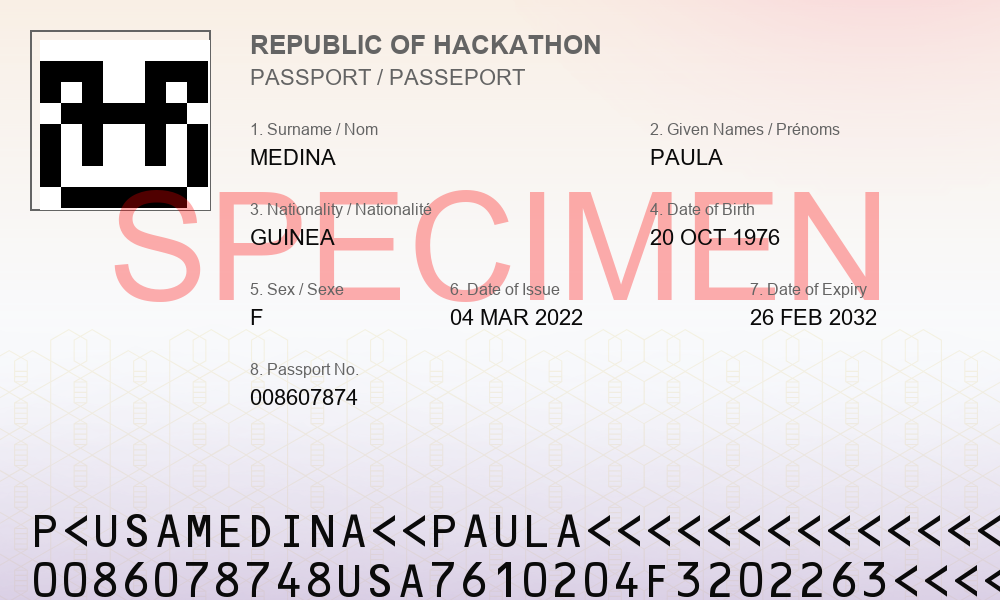 REPUBLIC OF HACKATHON
PASSPORT / PASSEPORT
1. Surname / Nom
2. Given Names / Prénoms
MEDINA
PAULA
SPECIMEN
3. Nationality / Nationalité
4. Date of Birth
GUINEA
20 OCT 1976
5. Sex / Sexe
6. Date of Issue
7. Date of Expiry
F
04 MAR 2022
26 FEB 2032
8. Passport No.
008607874
P<USAMEDINA<<PAULA<<<<<<<<<<<<<<
0086078748USA7610204F3202263<<<<